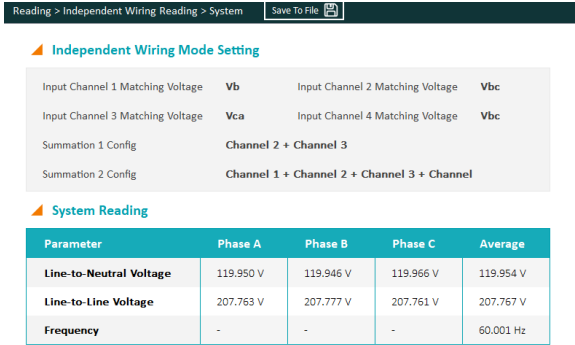 Reading > Independent Wiring Reading > System Save To File
Independent Wiring Mode Setting
Input Channel 1 Matching Voltage Vb Input Channel 2 Matching Voltage Vbc
Input Channel 3 Matching Voltage Vca Input Channel 4 Matching Voltage Vbc
Summation 1 Config Channel 2 + Channel 3
Summation 2 Config Channel 1 + Channel 2 + Channel 3 + Channel
System Reading
Parameter Phase A Phase B Phase C Average
Line-to-Neutral Voltage 119.950 V 119.946 V 119.966 V 119.954 V
Line-to-Line Voltage 207.763 V 207.777 V 207.761 V 207.767 V
Frequency - - - 60.001 Hz